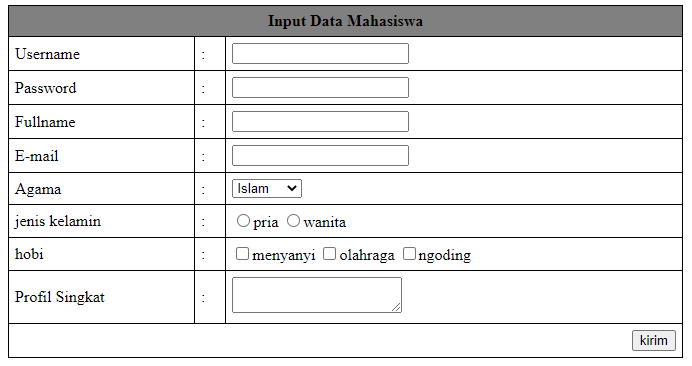 Input Data Mahasiswa
Username :
Password :
Fullname :
E-mail :
Agama : Islam
jenis kelamin : pria wanita
hobi : menyanyi olahraga ngoding
Profil Singkat :
kirim